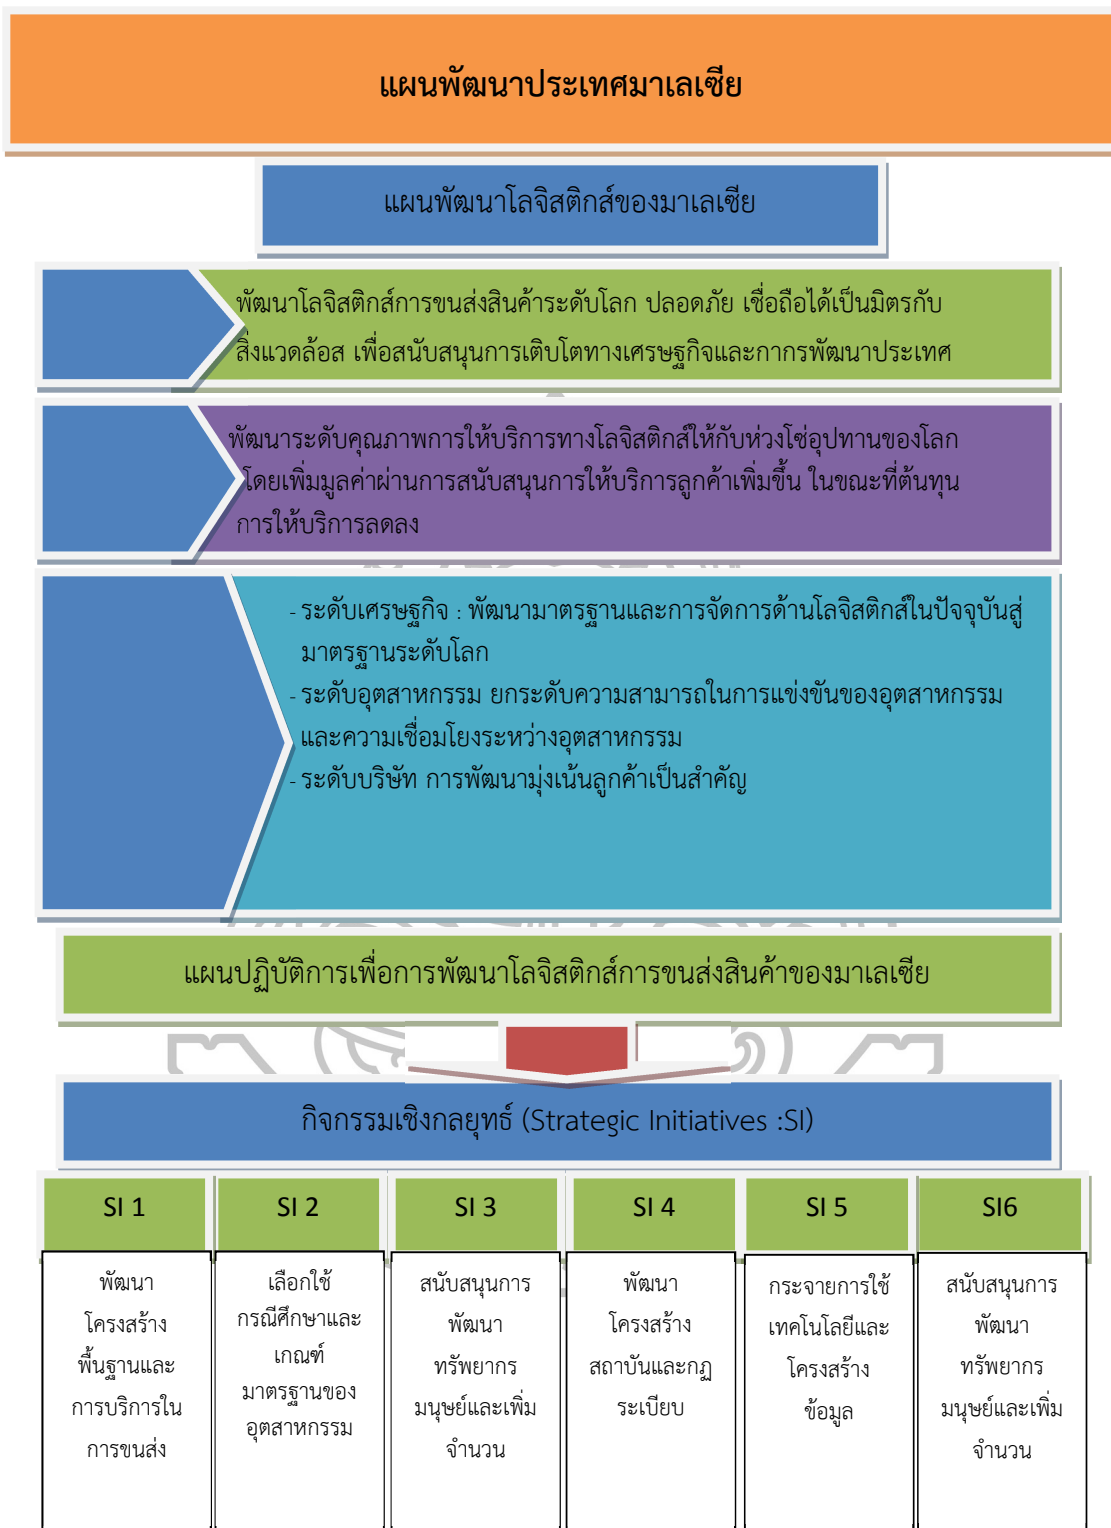 แผนพัฒนาประเทศมาเลเซีย
แผนพัฒนาโลจิสติกส์ของมาเลเซีย
พัฒนาโลจิสติกส์การขนส่งสินค้าระดับโลก ปลอดภัย เชื่อถือได้เป็นมิตรกับ
สิ่งแวดล้อส เพื่อสนับสนุนการเติบโตทางเศรษฐกิจและกากรพัฒนาประเทศ
พัฒนาระดับคุณภาพการให้บริการทางโลจิสติกส์ให้กับห่วงโซ่อุปทานของโลก
โดยเพิ่มมูลค่าผ่านการสนับสนุนการให้บริการลูกค้าเพิ่มขึ้น ในขณะที่ต้นทุน
การให้บริการลดลง
- ระดับเศรษฐกิจ : พัฒนามาตรฐานและการจัดการด้านโลจิสติกส์ในปัจจุบันสู่
มาตรฐานระดับโลก
- ระดับอุตสาหกรรม ยกระดับความสามารถในการแข่งขันของอุตสาหกรรม
และความเชื่อมโยงระหว่างอุตสาหกรรม
- ระดับบริษัท การพัฒนามุ่งเน้นลูกค้าเป็นสำคัญ
แผนปฏิบัติการเพื่อการพัฒนาโลจิสติกส์การขนส่งสินค้าของมาเลเซีย
กิจกรรมเชิงกลยุทธ์ (Strategic Initiatives :SI)
SI 1
พัฒนา
โครงสร้าง
พื้นฐานและ
การบริการใน
การขนส่ง
SI 2
เลือกใช้
กรณีศึกษาและ
เกณฑ์
มาตรฐานของ
อุตสาหกรรม
SI 3
สนับสนุนการ
พัฒนา
ทรัพยากร
มนุษย์และเพิ่ม
จำนวน
SI 4
พัฒนา
โครงสร้าง
สถาบันและกฏ
ระเบียบ
SI 5
กระจายการใช้
เทคโนโลยีและ
โครงสร้าง
ข้อมูล
SI6
สนับสนุนการ
พัฒนา
ทรัพยากร
มนุษย์และเพิ่ม
จำนวน